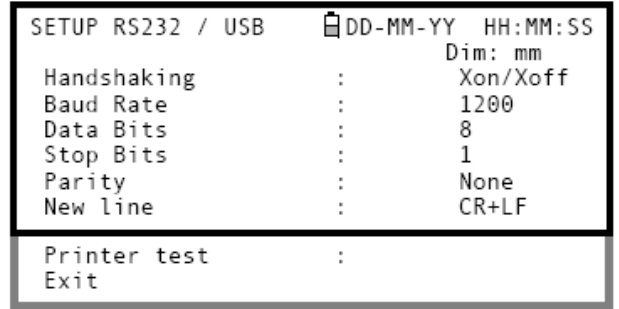 SETUP RS232 / USB DD-MM-YY HH:MM:SS
Dim: mm
Handshaking : Xon/Xoff
Baud Rate : 1200
Data Bits : 8
Stop Bits : 1
Parity : None
New line : CR+LF
Printer test :
Exit